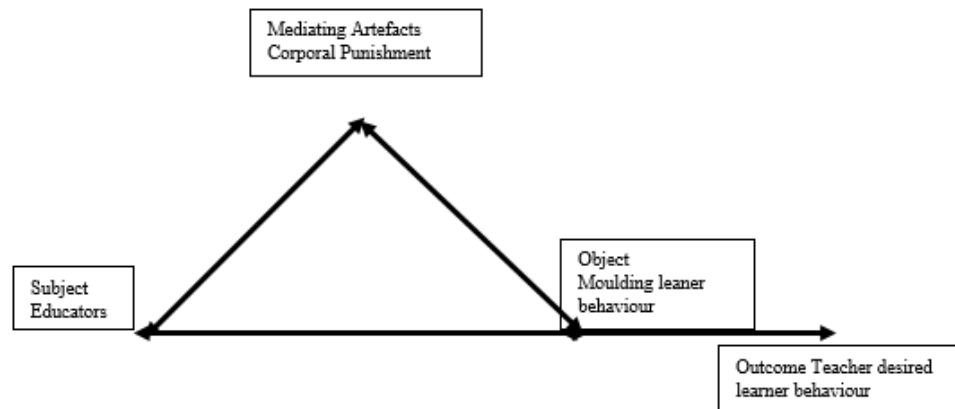 Mediating Artefacts
Corporal Punishment
Object
Moulding leaner
behaviour
Subject
Educators
Outcome Teacher desired
learner behaviour